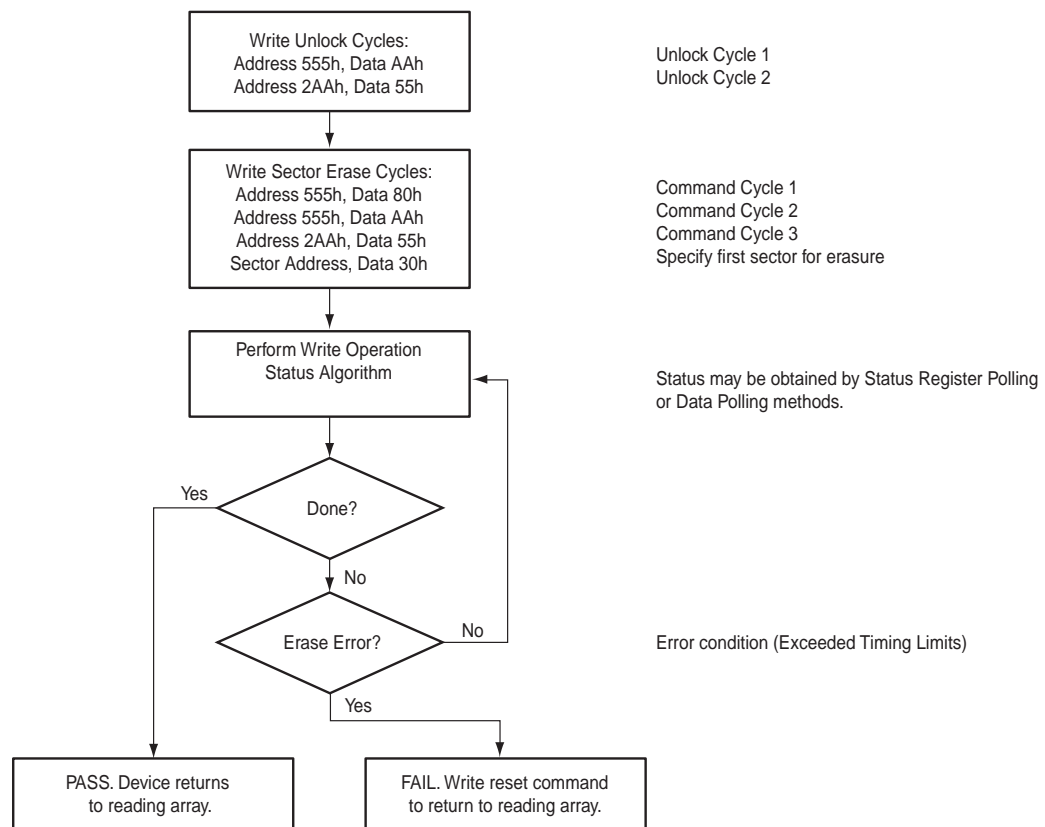 Write Unlock Cycles:
Address 555h, Data AAh
Address 2AAh, Data 55h
Unlock Cycle 1
Unlock Cycle 2
Write Sector Erase Cycles:
Address 555h, Data 80h
Address 555h, Data AAh
Address 2AAh, Data 55h
Sector Address, Data 30h
Command Cycle 1
Command Cycle 2
Command Cycle 3
Specify first sector for erasure
Perform Write Operation
Status Algorithm
Status may be obtained by Status Register Polling
or Data Polling methods.
Yes
Done?
No
Erase Error?
No
Error condition (Exceeded Timing Limits)
Yes
PASS. Device returns
to reading array.
FAIL. Write reset command
to return to reading array.